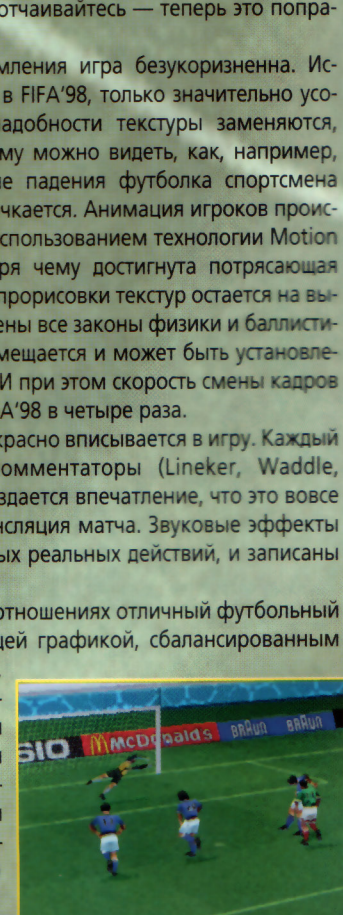 отчаивайтесь — теперь это попра-
мления игра безукоризненна. Ис-
в FIFA'98, только значительно усо-
надобности текстуры заменяются,
му можно видеть, как, например,
не падения футболка спортсмена
чкается. Анимация игроков проис-
спользованием технологии Motion
ря чему достигнута потрясающая
прорисовки текстур остается на вы-
ены все законы физики и баллисти-
мещается и может быть установле-
И при этом скорость смены кадров
А'98 в четыре раза.
красно вписывается в игру. Каждый
омментаторы (Lineker, Waddle,
здается впечатление, что это вовсе
нсляция матча. Звуковые эффекты
ых реальных действий, и записаны
отношениях отличный футбольный
щей графикой, сбалансированным
SIO McDonalds BRAUN BRAUN